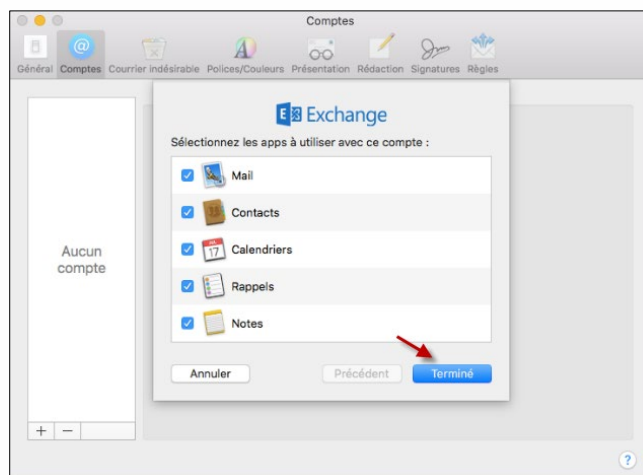 Comptes
Général Comptes Courrier indésirable Polices/Couleurs Présentation Rédaction Signatures Règles
Exchange
Sélectionnez les apps à utiliser avec ce compte :
Mail
Contacts
17 Calendriers
Rappels
Notes
Aucun
compte
Annuler Précédent Terminé
+ −
?